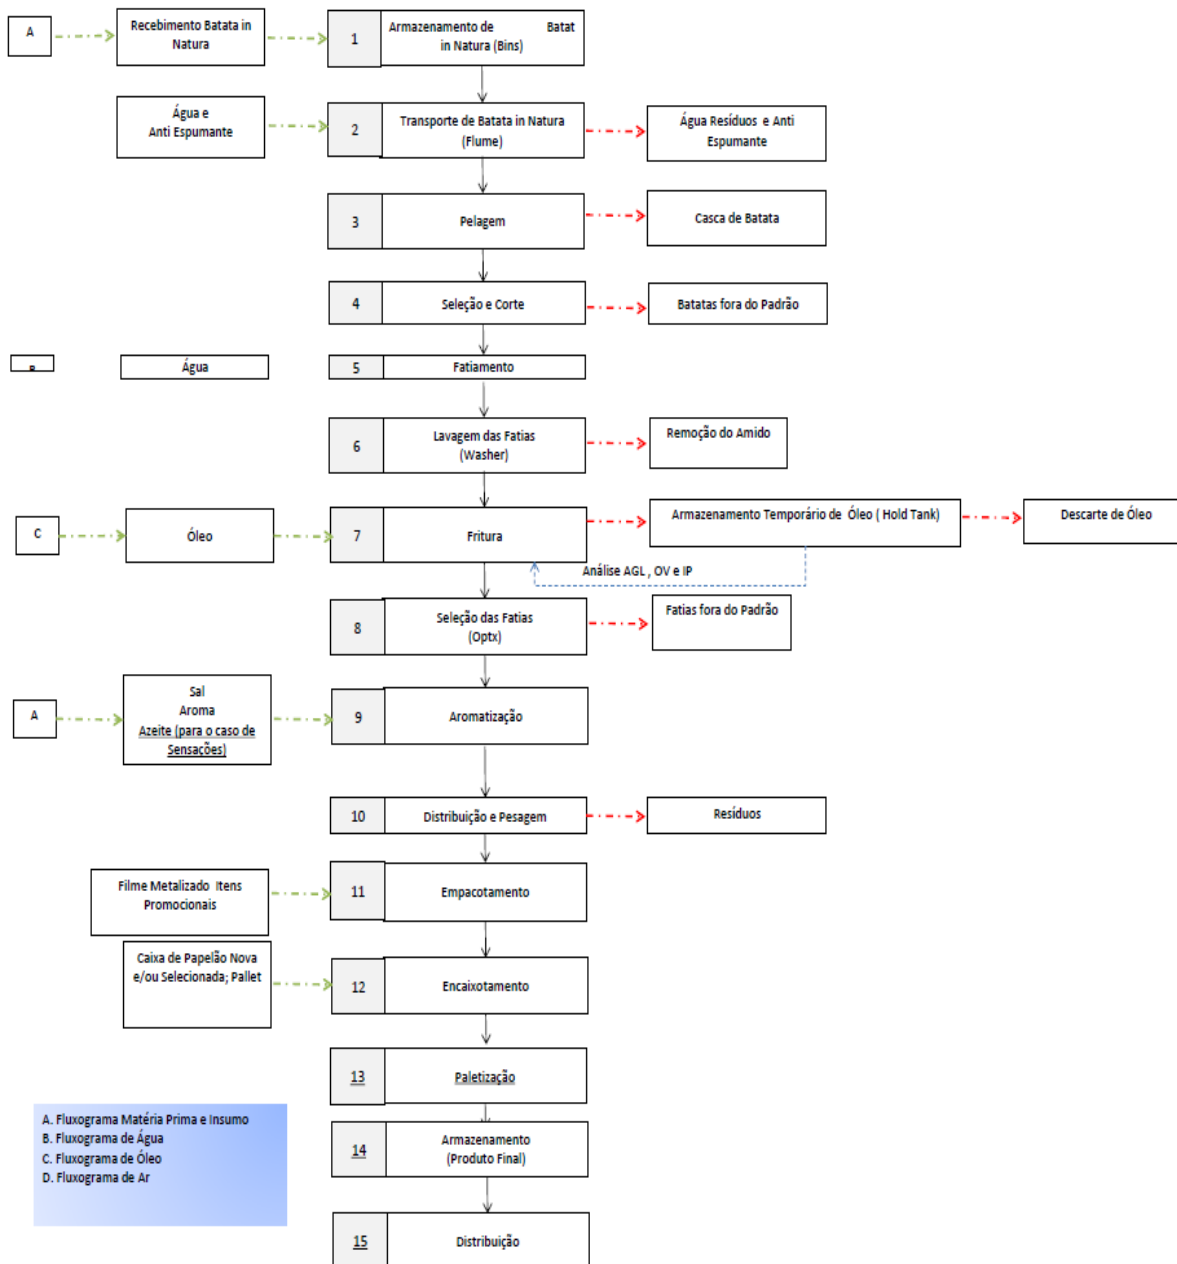 A
Recebimento Batata in
Natura
1
Armazenamento de Batat
in Natura (Bins)
Água e
Anti Espumante
2
Transporte de Batata in Natura
(Flume)
Água Resíduos e Anti
Espumante
3
Pelagem
Casca de Batata
4
Seleção e Corte
Batatas fora do Padrão
Água
5
Fatiamento
6
Lavagem das Fatias
(Washer)
Remoção do Amido
C
Óleo
7
Fritura
Armazenamento Temporário de Óleo ( Hold Tank)
Descarte de Óleo
Análise AGL , OV e IP
8
Seleção das Fatias
(Optx)
Fatias fora do Padrão
A
Sal
Aroma
Azeite (para o caso de
Sensações)
9
Aromatização
10
Distribuição e Pesagem
Resíduos
Filme Metalizado Itens
Promocionais
11
Empacotamento
Caixa de Papelão Nova
e/ou Selecionada; Pallet
12
Encaixotamento
13
Paletização
A. Fluxograma Matéria Prima e Insumo
B. Fluxograma de Água
C. Fluxograma de Óleo
D. Fluxograma de Ar
14
Armazenamento
(Produto Final)
15
Distribuição